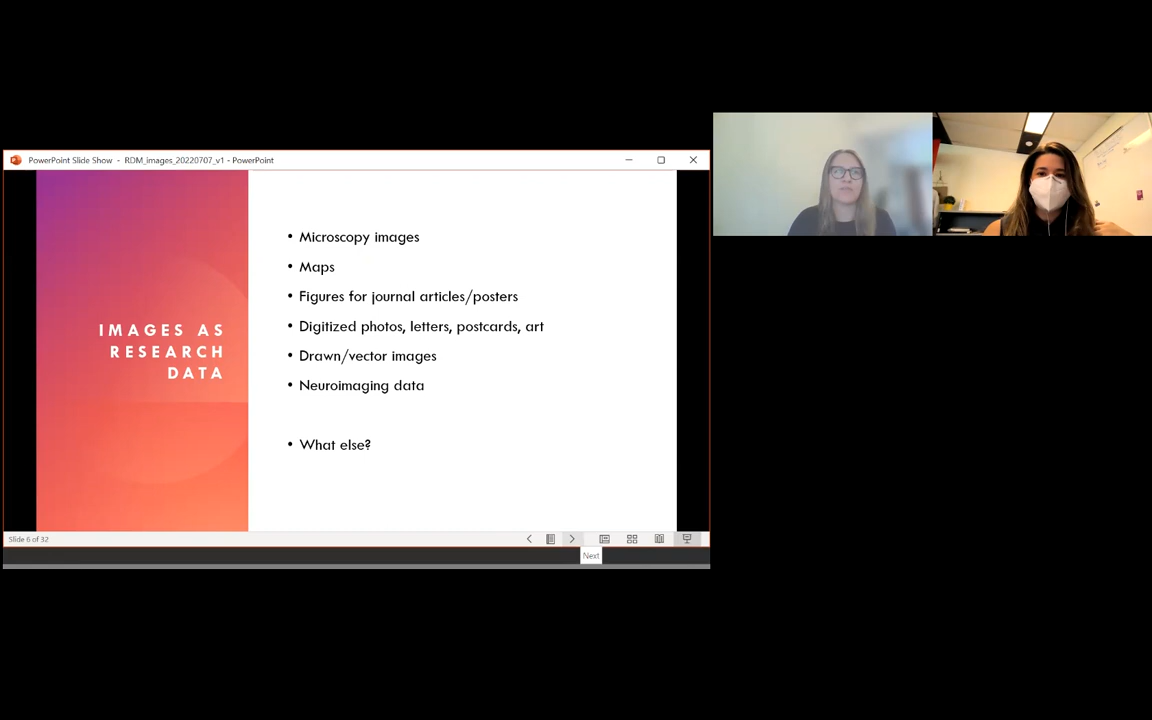 PowerPoint Slide Show - RDM_images_20220707_v1 - PowerPoint
IMAGES AS
RESEARCH
DATA
• Microscopy images
• Maps
• Figures for journal articles/posters
• Digitized photos, letters, postcards, art
• Drawn/vector images
• Neuroimaging data
• What else?
Slide 6 of 32
Next